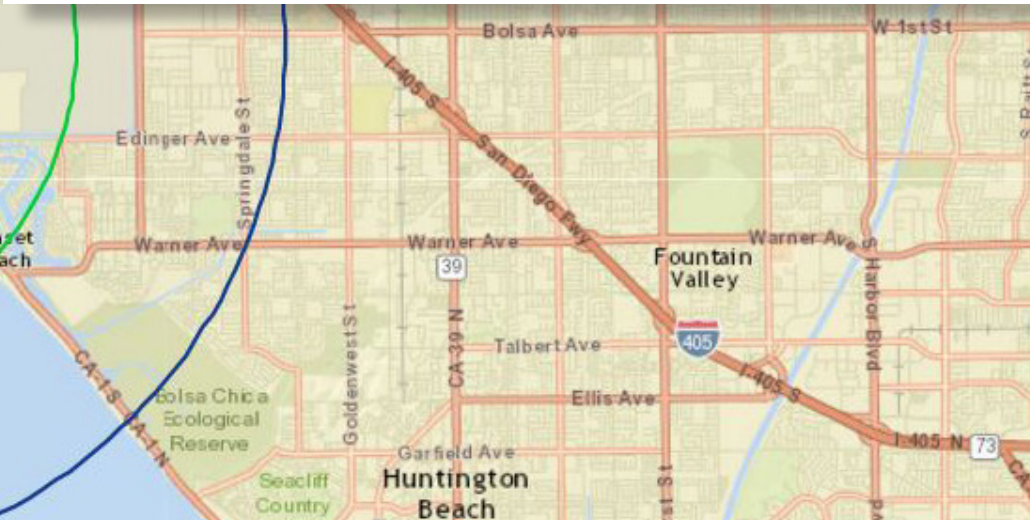 Bolsa Ave
W 1st St
I-405 S
Edinger Ave
Springdale St
San Diego Fwy
Warner Ave
Warner Ave
Warner Ave
39
Fountain
Valley
S Harbor Blvd
Goldenwest St
CA 39 N
Talbert Ave
405
CA-1 S
CA-1 N
I-405 S
Bolsa Chica
Ecological
Reserve
Ellis Ave
Garfield Ave
I-405 N
73
Huntington
Beach
Seacliff
Country